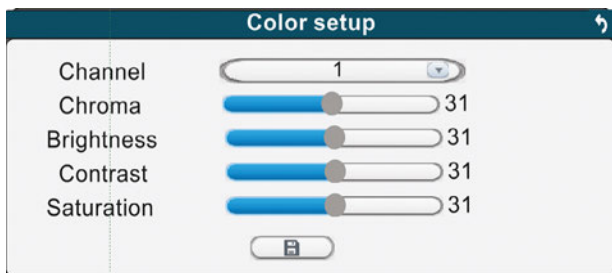 Color setup
Channel 1
Chroma 31
Brightness 31
Contrast 31
Saturation 31